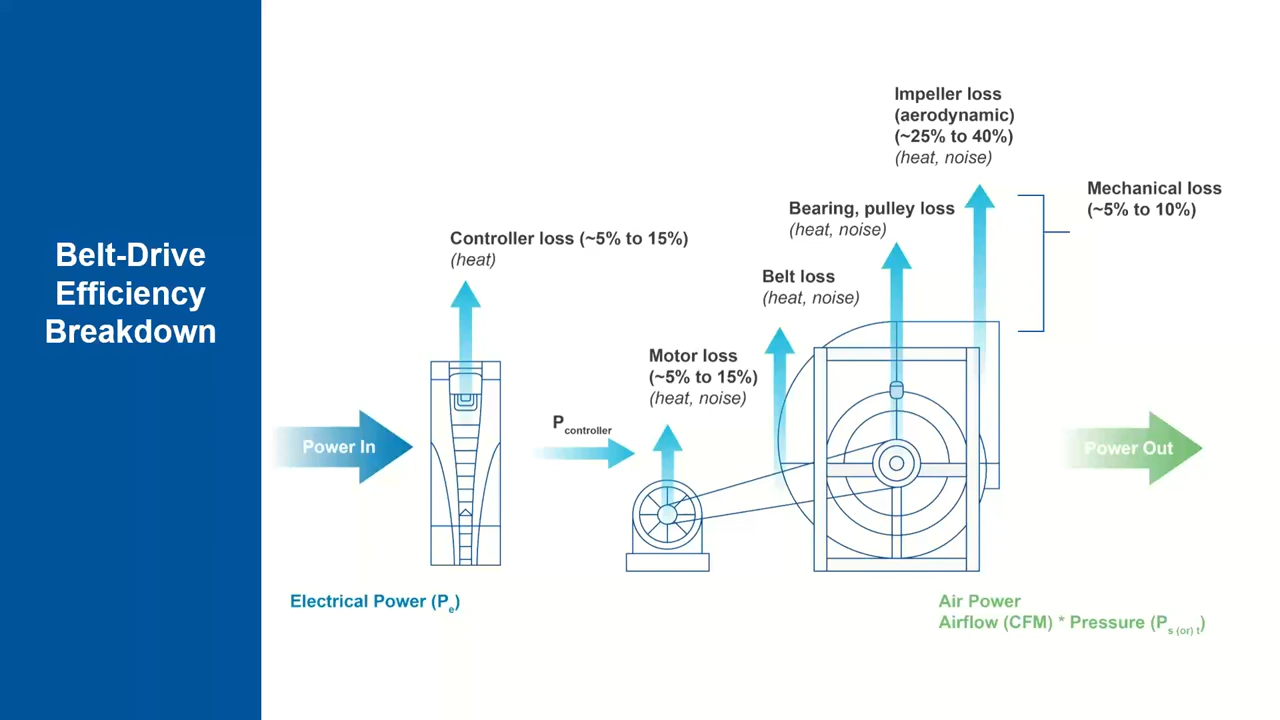 Belt-Drive
Efficiency
Breakdown
Impeller loss
(aerodynamic)
(~25% to 40%)
(heat, noise)
Mechanical loss
(~5% to 10%)
Bearing, pulley loss
(heat, noise)
Controller loss (~5% to 15%)
(heat)
Belt loss
(heat, noise)
Motor loss
(~5% to 15%)
(heat, noise)
Power In
Pcontroller
Power Out
Electrical Power (Pe)
Air Power
Airflow (CFM) * Pressure (Ps (or) t)